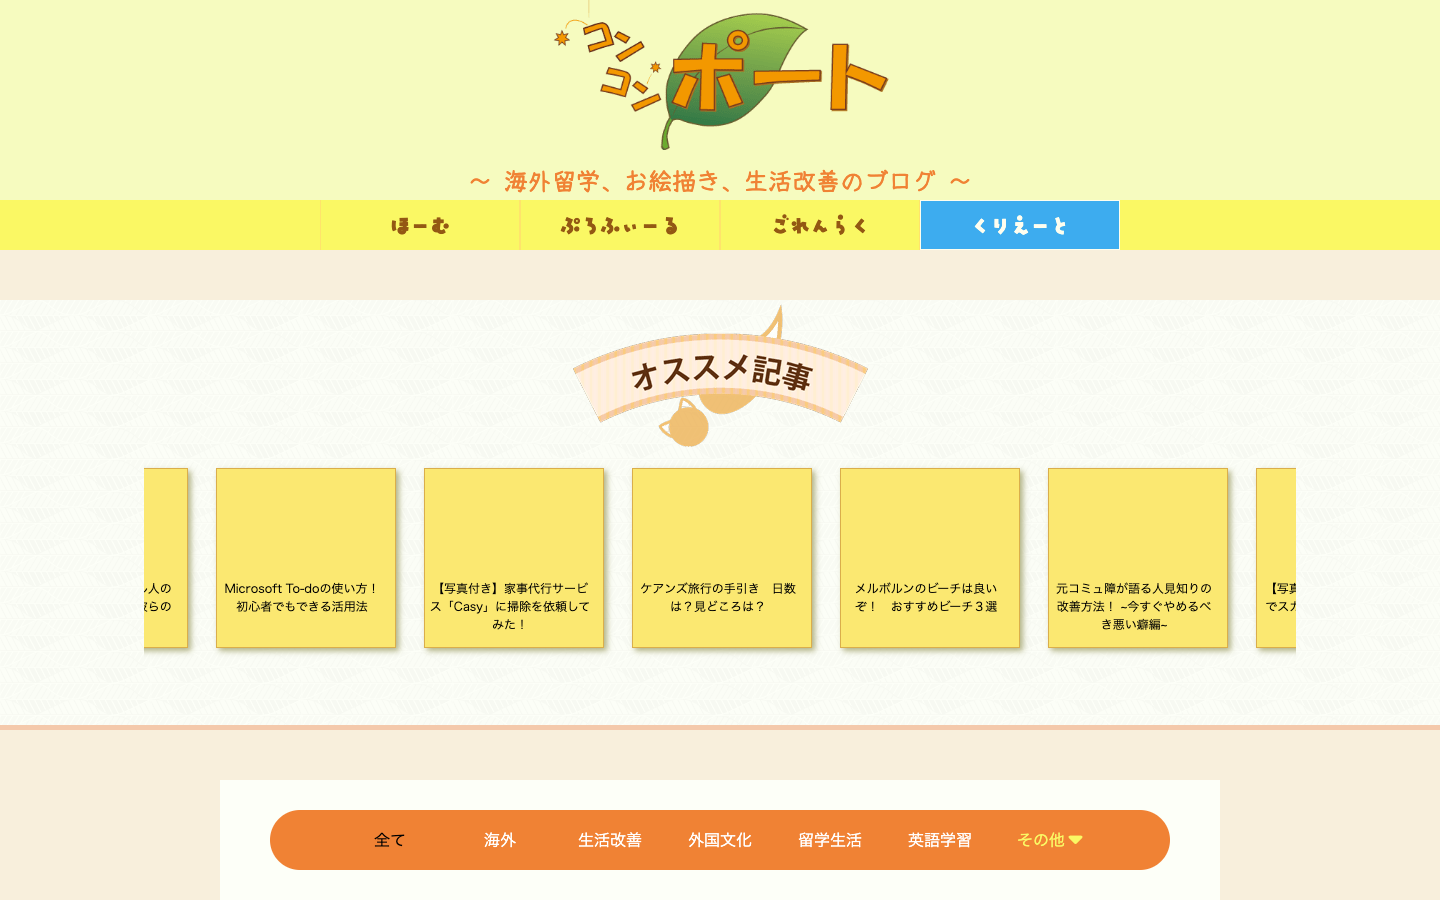 コンコンポート
〜 海外留学、お絵描き、生活改善のブログ 〜
ほーむ
ぷろふぃーる
ごれんらく
くりえーと
オススメ記事
人の
らの
Microsoft To-doの使い方！
初心者でもできる活用法
【写真付き】家事代行サービ
ス「Casy」に掃除を依頼して
みた！
ケアンズ旅行の手引き　日数
は？見どころは？
メルボルンのビーチは良い
ぞ！　おすすめビーチ３選
元コミュ障が語る人見知りの
改善方法！ ~今すぐやめるべ
き悪い癖編~
【写真
でスカ
全て
海外
生活改善
外国文化
留学生活
英語学習
その他